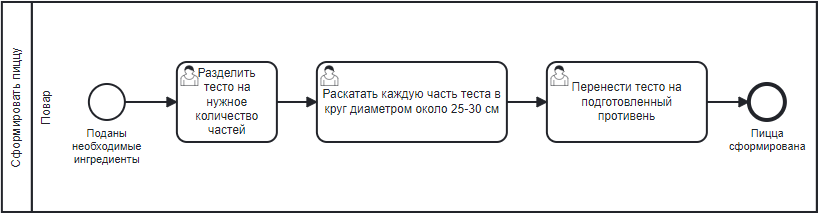 Сформировать пиццу
Повар
Поданы
необходимые
ингредиенты
Разделить
тесто на
нужное
количество
частей
Раскатать каждую часть теста в
круг диаметром около 25-30 см
Перенести тесто на
подготовленный
противень
Пицца
сформирована